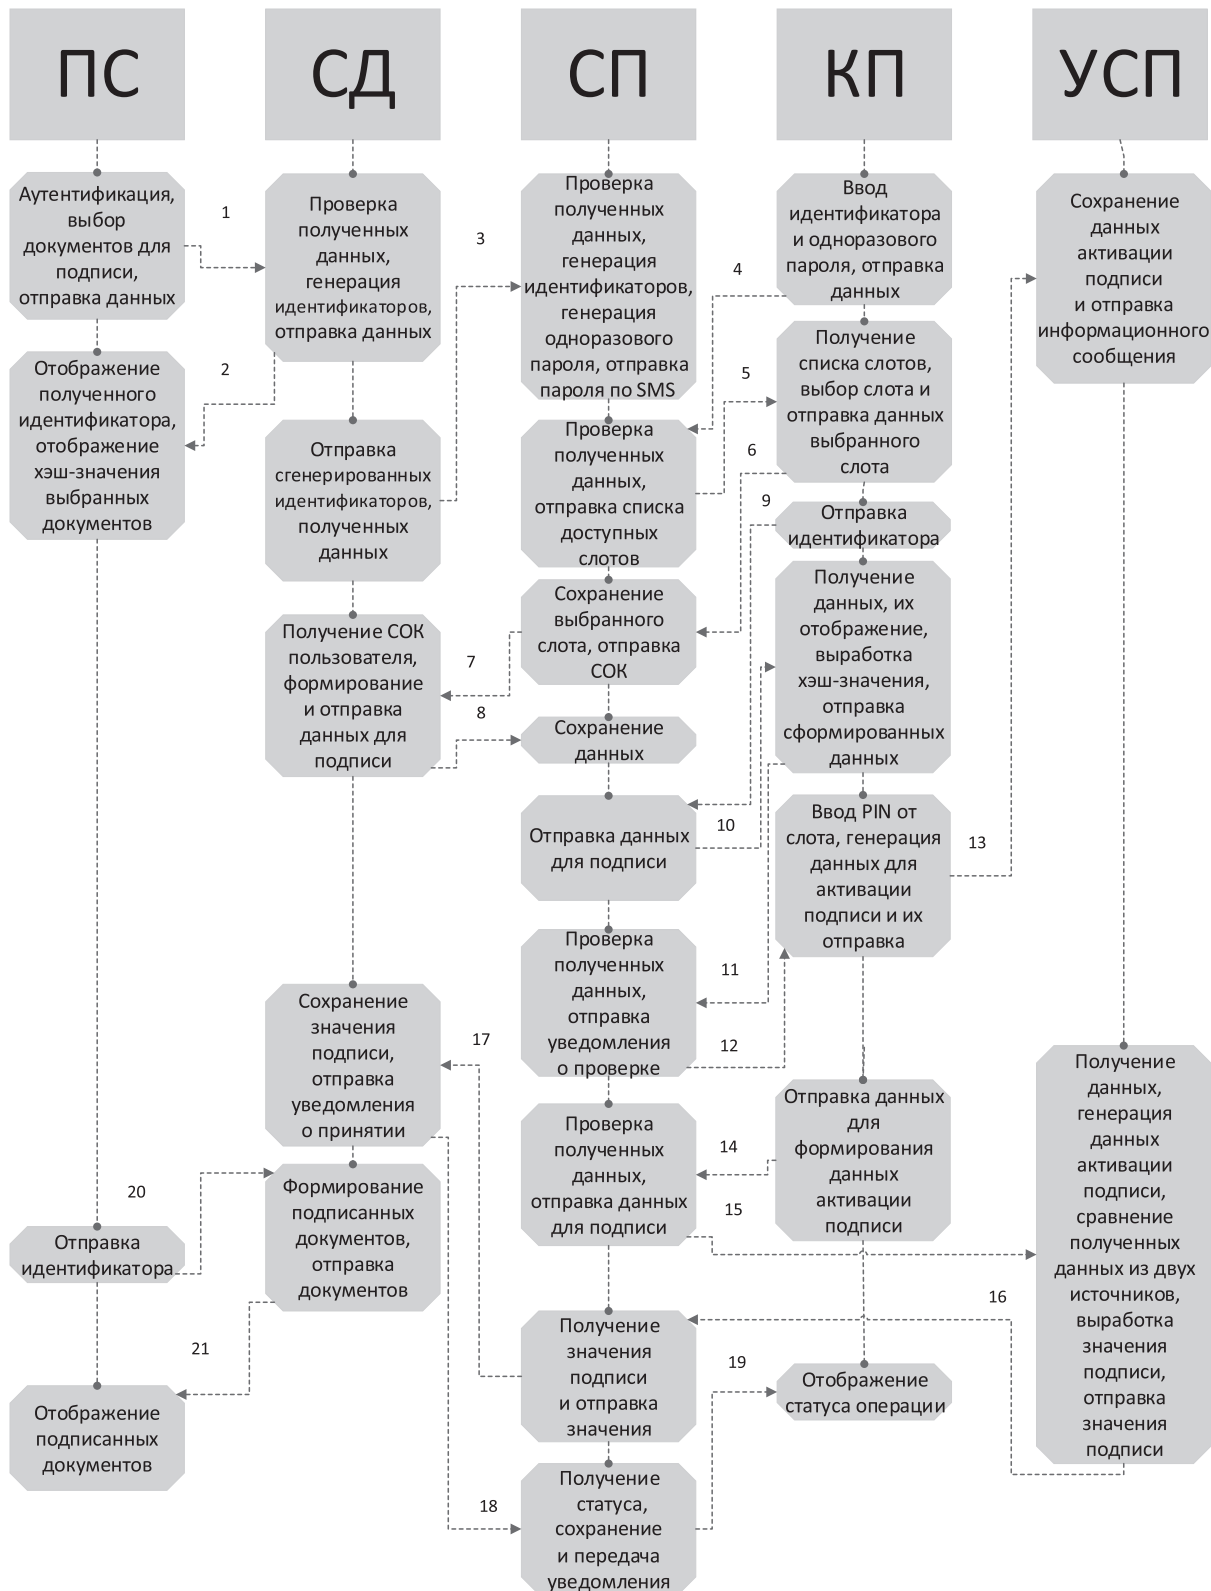 ПС
СД
СП
КП
УСП
Аутентификация,
выбор
документов для
подписи,
отправка данных
Отображение
полученного
идентификатора,
отображение
хэш-значения
выбранных
документов
Отправка
идентификатора
Отображение
подписанных
документов
1
2
20
21
Проверка
полученных
данных,
генерация
идентификаторов,
отправка данных
Отправка
сгенерированных
идентификаторов,
полученных
данных
Получение СОК
пользователя,
формирование
и отправка
данных для
подписи
Сохранение
значения
подписи,
отправка
уведомления
о принятии
Формирование
подписанных
документов,
отправка
документов
3
7
8
17
18
Проверка
полученных
данных,
генерация
идентификаторов,
генерация
одноразового
пароля, отправка
пароля по SMS
Проверка
полученных
данных,
отправка списка
доступных
слотов
Сохранение
выбранного
слота, отправка
СОК
Сохранение
данных
Отправка данных
для подписи
Проверка
полученных
данных,
отправка
уведомления
о проверке
Проверка
полученных
данных,
отправка данных
для подписи
Получение
значения
подписи
и отправка
значения
Получение
статуса,
сохранение
и передача
уведомления
4
5
6
9
10
11
12
14
15
19
Ввод
идентификатора
и одноразового
пароля, отправка
данных
Получение
списка слотов,
выбор слота и
отправка данных
выбранного
слота
Отправка
идентификатора
Получение
данных, их
отображение,
выработка
хэш-значения,
отправка
сформированных
данных
Ввод PIN от
слота, генерация
данных для
активации
подписи и их
отправка
Отправка данных
для
формирования
данных
активации
подписи
Отображение
статуса операции
13
16
Сохранение
данных
активации
подписи
и отправка
информационного
сообщения
Получение
данных,
генерация
данных
активации
подписи,
сравнение
полученных
данных из двух
источников,
выработка
значения
подписи,
отправка
значения
подписи